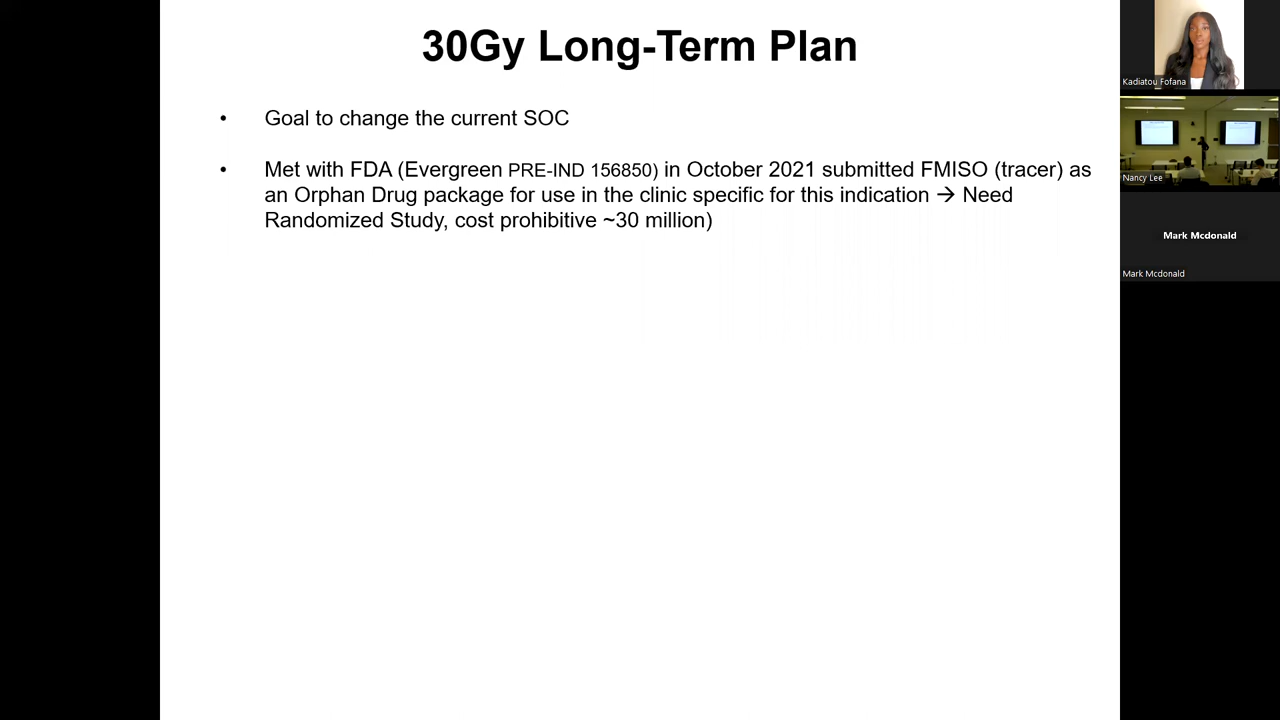 30Gy Long-Term Plan
• Goal to change the current SOC
• Met with FDA (Evergreen PRE-IND 156850) in October 2021 submitted FMISO (tracer) as
an Orphan Drug package for use in the clinic specific for this indication → Need
Randomized Study, cost prohibitive ~30 million)
Kadiatou Fofana
Nancy Lee
Mark Mcdonald
Mark Mcdonald